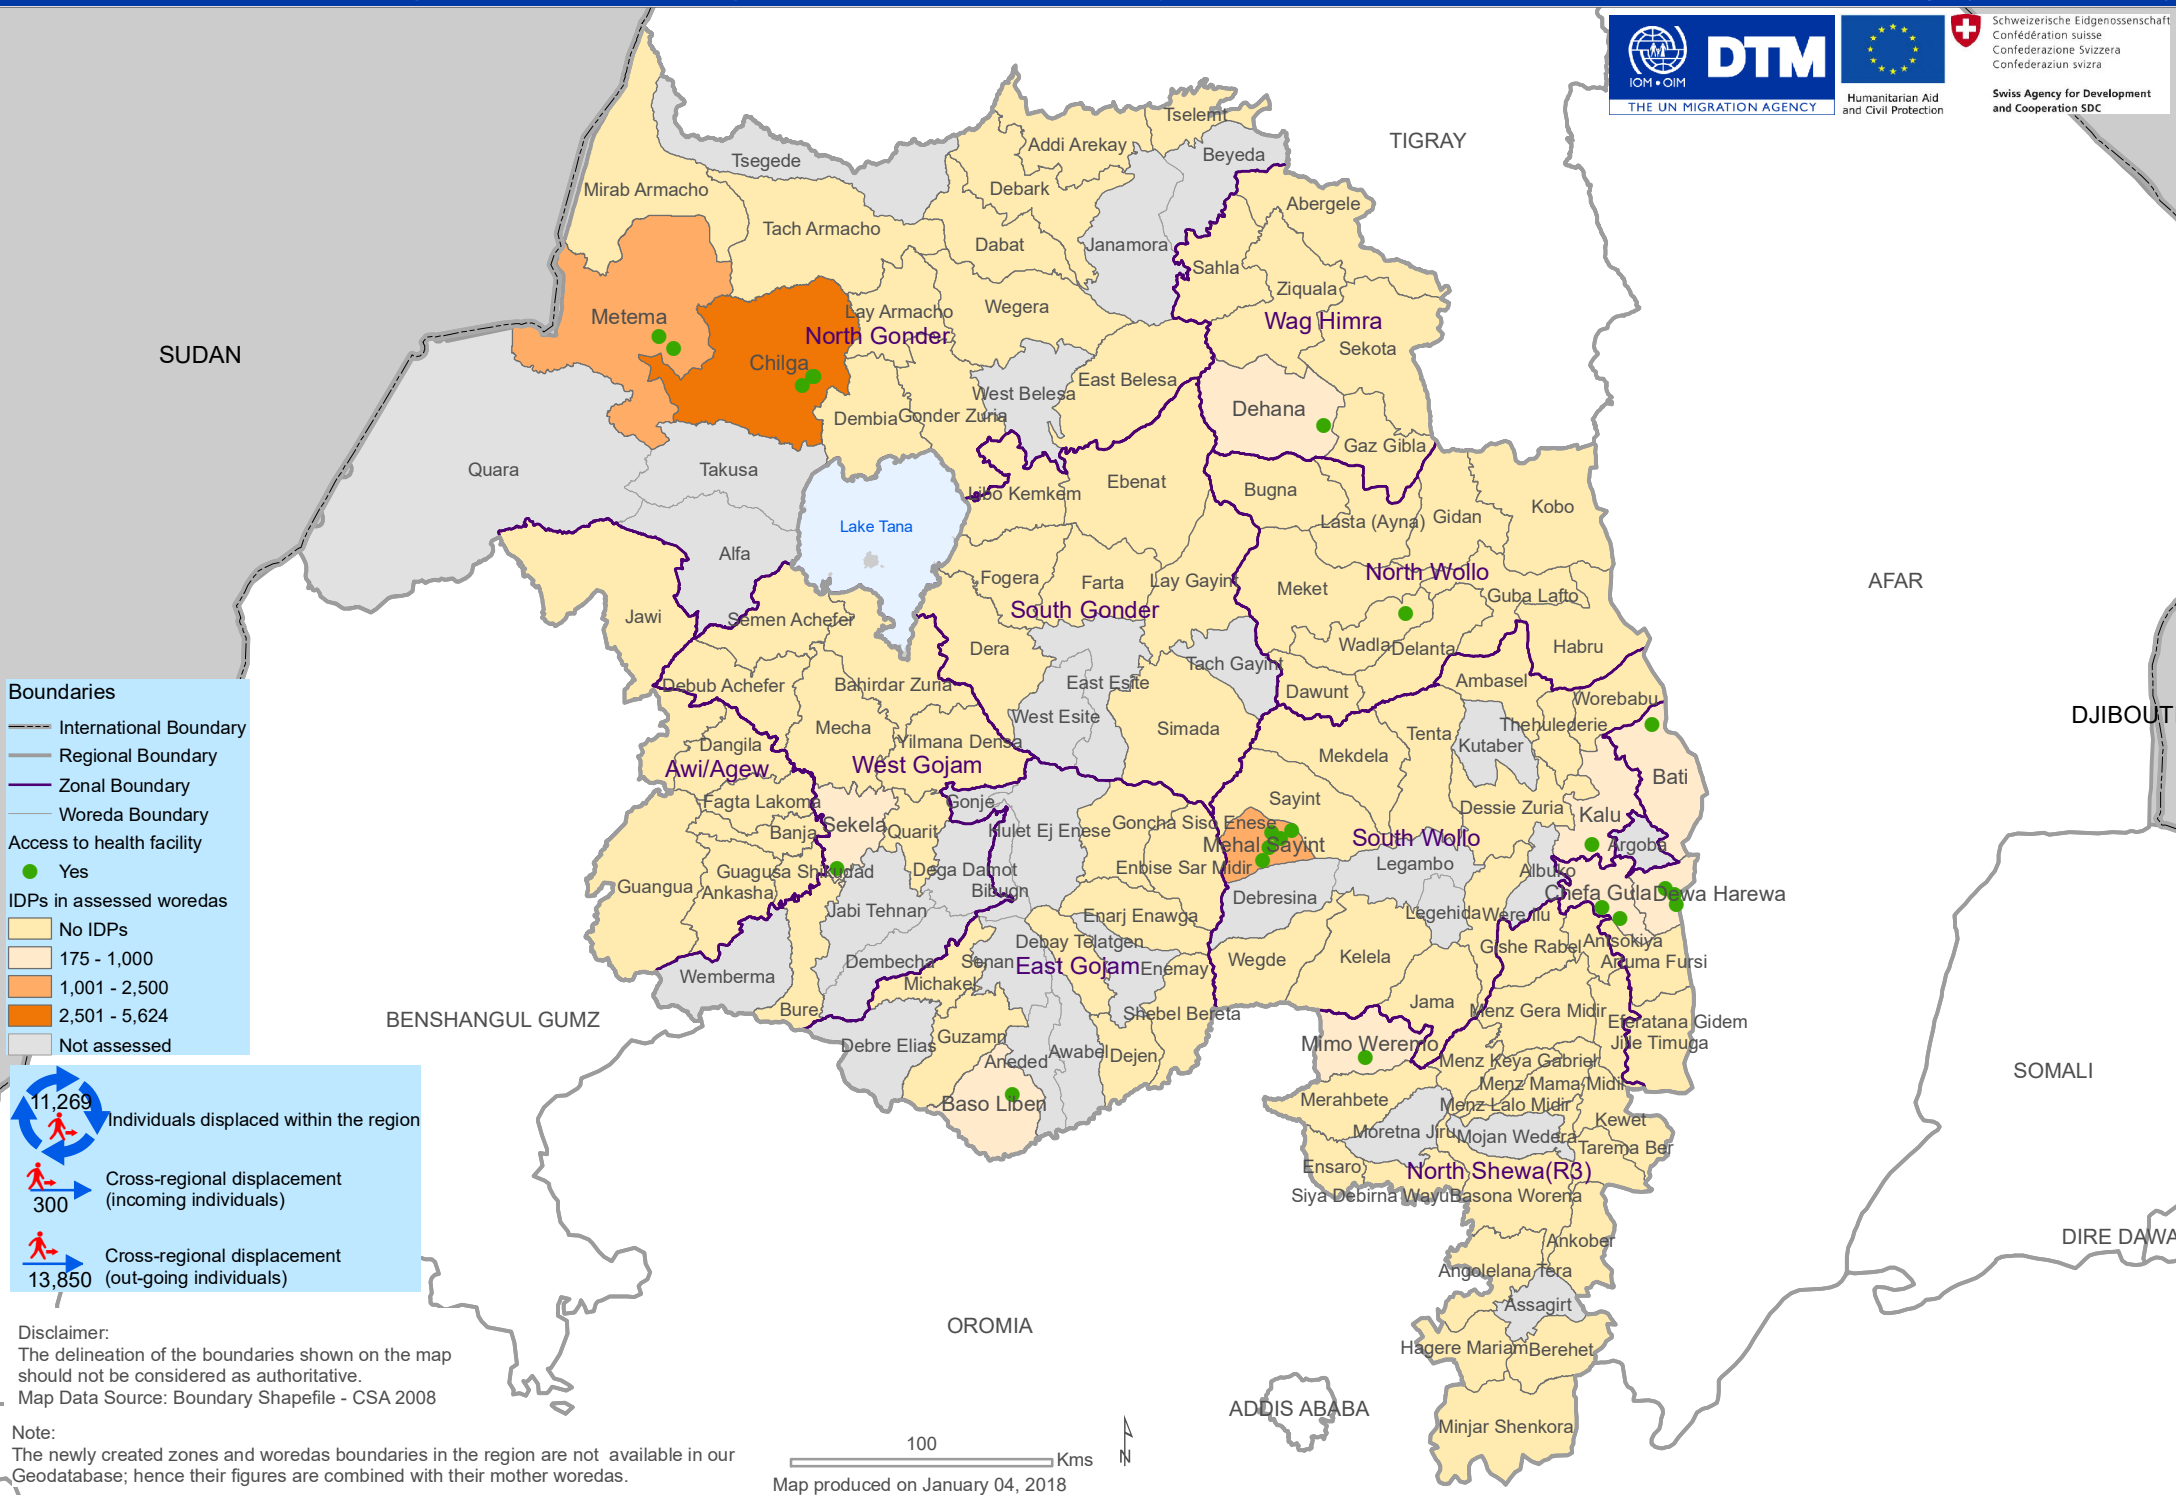 IOM • OIM
DTM
THE UN MIGRATION AGENCY
Humanitarian Aid
and Civil Protection
Schweizerische Eidgenossenschaft
Confédération suisse
Confederazione Svizzera
Confederaziun svizra
Swiss Agency for Development
and Cooperation SDC
TIGRAY
Tselemt
Addi Arekay
Beyeda
Tsegede
Mirab Armacho
Debark
Abergele
Tach Armacho
Dabat
Janamora
Sahla
Ziquala
Metema
Lay Armacho
Wegera
North Gonder
Wag Himra
Sekota
SUDAN
Chilga
East Belesa
West Belesa
Dehana
Dembia
Gonder Zuria
Gaz Gibla
Quara
Takusa
Ebenat
Bugna
Libo Kemkem
Kobo
Lake Tana
Lasta (Ayna)
Gidan
Alfa
Fogera
Farta
Lay Gayint
North Wollo
Meket
Guba Lafto
AFAR
South Gonder
Jawi
Semen Achefer
Dera
Wadla
Delanta
Habru
Tach Gayint
Debub Achefer
Bahirdar Zuria
East Esite
Dawunt
Ambasel
Worebabu
West Esite
Mecha
Simada
Tenta
Thehulederie
DJIBOUT
Dangila
Yilmana Densa
Mekdela
Kutaber
Awi/Agew
West Gojam
Bati
Fagta Lakoma
Gonje
Sayint
Dessie Zuria
Kalu
Banja
Sekela
Quarit
Hulet Ej Enese
Goncha Siso Enese
Mehal Sayint
South Wollo
Argoba
Guangua
Guagusa Shikudad
Ankasha
Dega Damot
Bibugn
Enbise Sar Midir
Legambo
Albuko
Debresina
Chefa Gula
Dewa Harewa
Jabi Tehnan
Enarj Enawga
Legehida
Were Ilu
Debay Telatgen
Gishe Rabel
Antsokiya
Dembecha
Senan
East Gojam
Enemay
Wegde
Kelela
Artuma Fursi
Wemberma
Michakel
Bure
Jama
Shebel Bereta
Menz Gera Midir
Eferatana Gidem
Guzamn
Debre Elias
Jile Timuga
Mimo Weremo
Aneded
Awabel
Dejen
Menz Keya Gabriel
Menz Mama Midir
Baso Liben
Merahbete
Menz Lalo Midir
Kewet
Moretna Jiru
Mojan Wedera
Tarema Ber
Ensaro
North Shewa(R3)
Siya Debirna Wayu
Basona Worena
Ankober
Angolelana Tera
Assagirt
Hagere Mariam
Berehet
Minjar Shenkora
BENSHANGUL GUMZ
SOMALI
DIRE DAWA
OROMIA
ADDIS ABABA
Boundaries
International Boundary
Regional Boundary
Zonal Boundary
Woreda Boundary
Access to health facility
Yes
IDPs in assessed woredas
No IDPs
175 - 1,000
1,001 - 2,500
2,501 - 5,624
Not assessed
11,269
Individuals displaced within the region
300
Cross-regional displacement
(incoming individuals)
13,850
Cross-regional displacement
(out-going individuals)
Disclaimer:
The delineation of the boundaries shown on the map
should not be considered as authoritative.
Map Data Source: Boundary Shapefile - CSA 2008
Note:
The newly created zones and woredas boundaries in the region are not available in our
Geodatabase; hence their figures are combined with their mother woredas.
100
Kms
N
Map produced on January 04, 2018